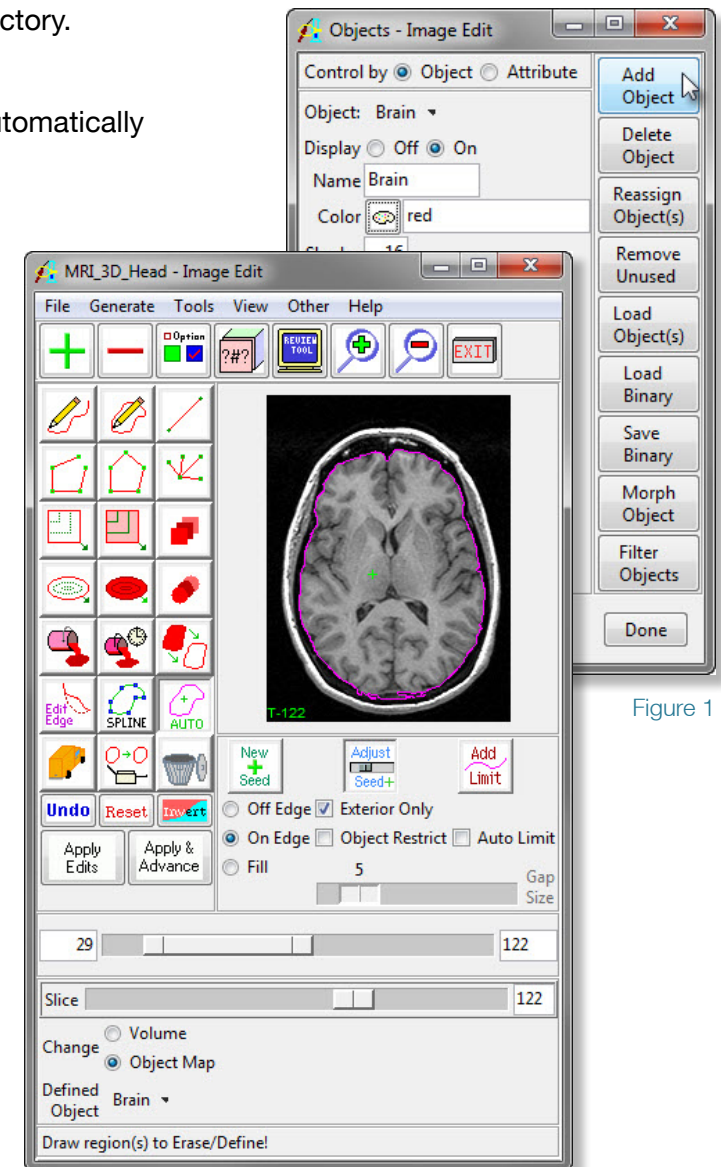 ctory.
utomatically
Objects - Image Edit
Control by Object Attribute
Object: Brain
Display Off On
Name Brain
Color red
16
Add Object
Delete Object
Reassign Object(s)
Remove Unused
Load Object(s)
Load Binary
Save Binary
Morph Object
Filter Objects
Done
Figure 1
MRI_3D_Head - Image Edit
File Generate Tools View Other Help
Option
?#?
REVIEW TOOL
EXIT
T-122
Edit Edge
SPLINE
AUTO
Undo Reset Invert
Apply Edits
Apply & Advance
New Seed
Adjust Seed+
Add Limit
Off Edge Exterior Only
On Edge Object Restrict Auto Limit
Fill 5 Gap Size
29 122
Slice 122
Change Volume
Object Map
Defined Object Brain
Draw region(s) to Erase/Define!